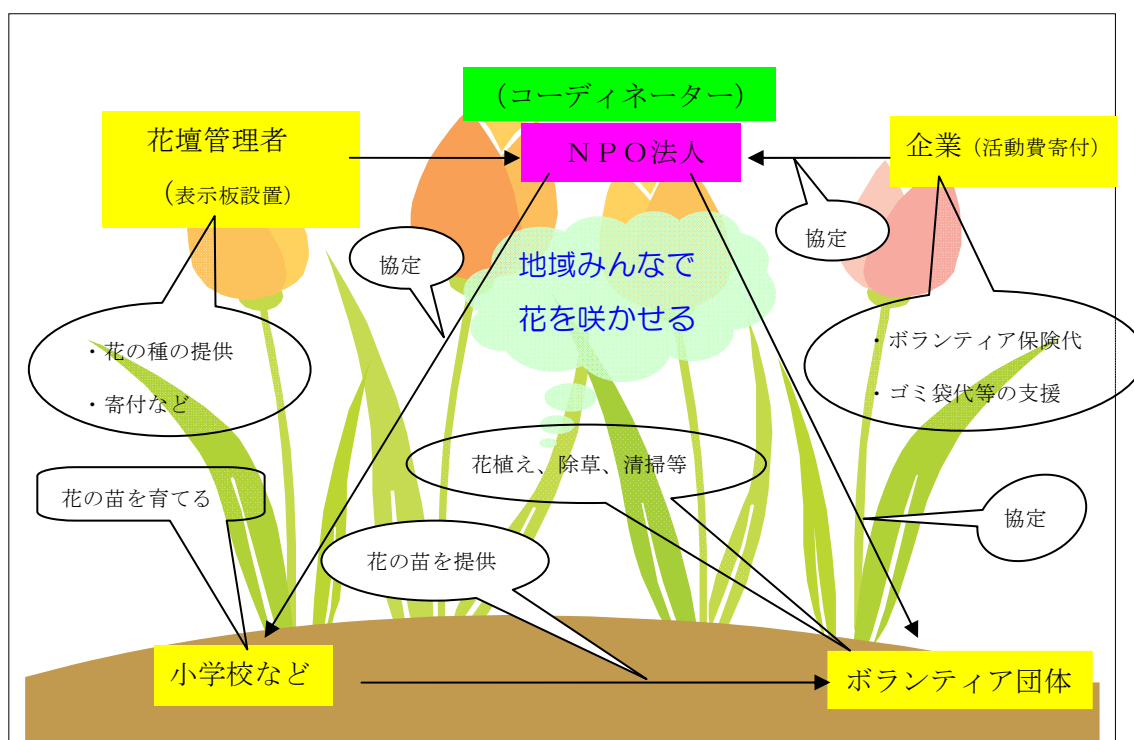 (コーディネーター)
花壇管理者
(表示板設置)
NPO法人
企業(活動費寄付)
協定
協定
地域みんなで
花を咲かせる
・花の種の提供
・寄付など
・ボランティア保険代
・ゴミ袋代等の支援
花植え、除草、清掃等
花の苗を育てる
協定
花の苗を提供
小学校など
ボランティア団体